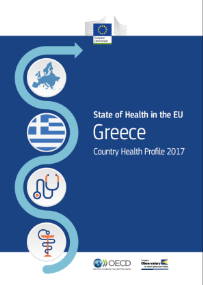 State of Health in the EU
Greece
Country Health Profile 2017
OECD